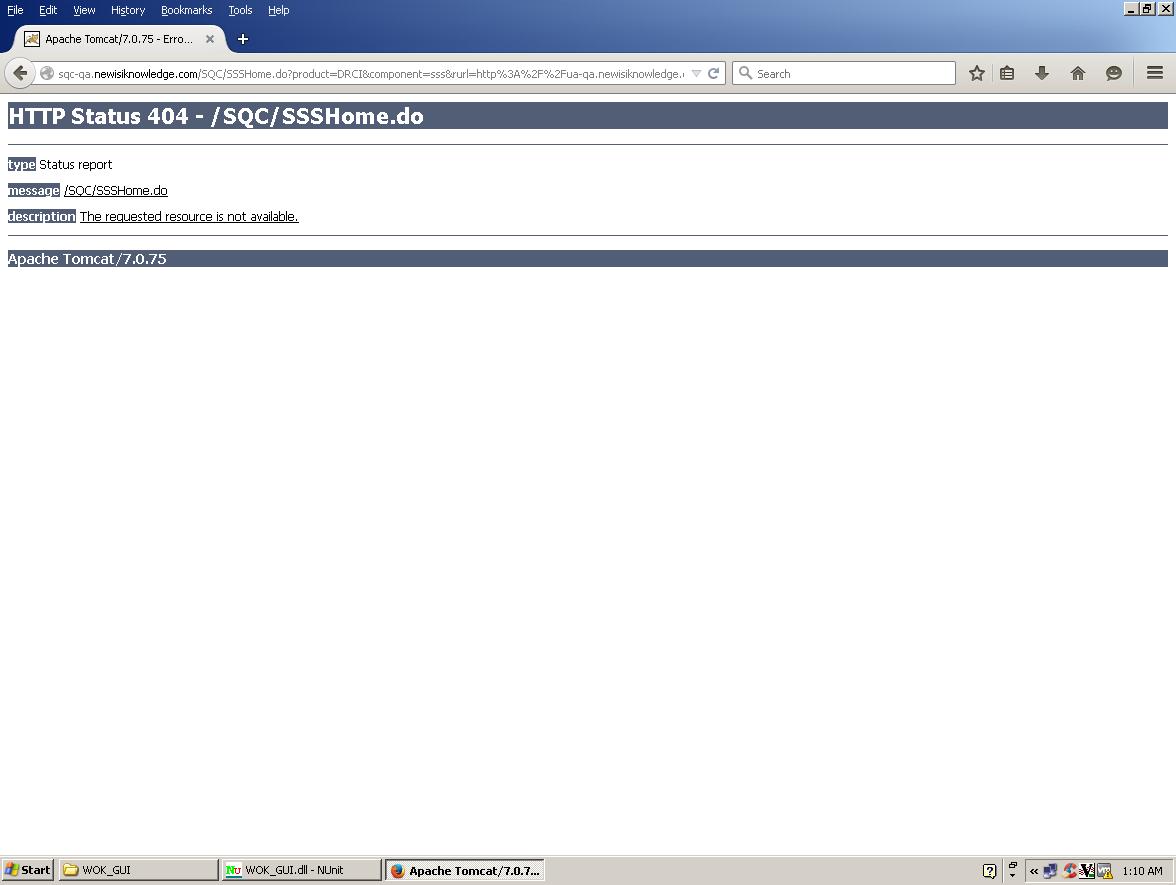 File Edit View History Bookmarks Tools Help
Apache Tomcat/7.0.75 - Erro...
sqc-qa.newisiknowledge.com/SQC/SSSHome.do?product=DRCI&component=sss&rurl=http%3A%2F%2Fua-qa.newisiknowledge.
Search
HTTP Status 404 - /SQC/SSSHome.do
type Status report
message /SQC/SSSHome.do
description The requested resource is not available.
Apache Tomcat/7.0.75
Start WOK_GUI Nu WOK_GUI.dll - NUnit Apache Tomcat/7.0.7... « 1:10 AM